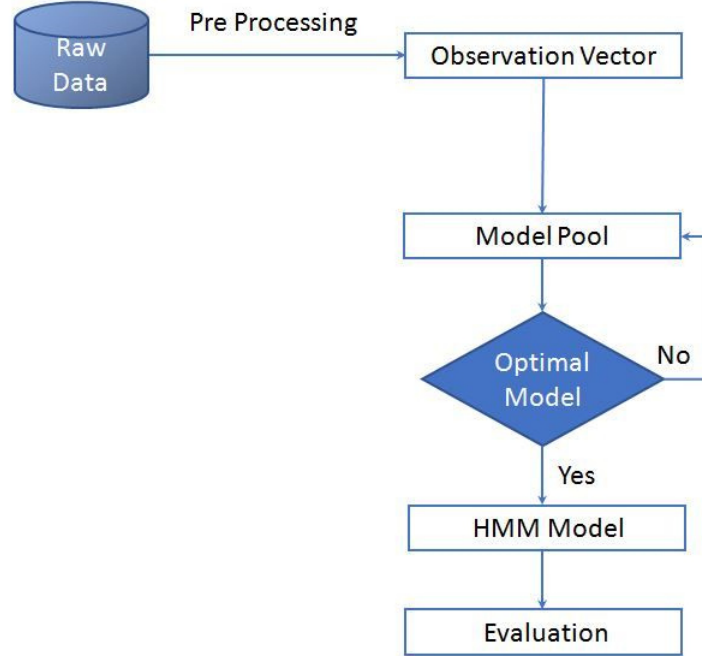 Pre Processing
Raw
Data
Observation Vector
Model Pool
Optimal
Model
No
Yes
HMM Model
Evaluation